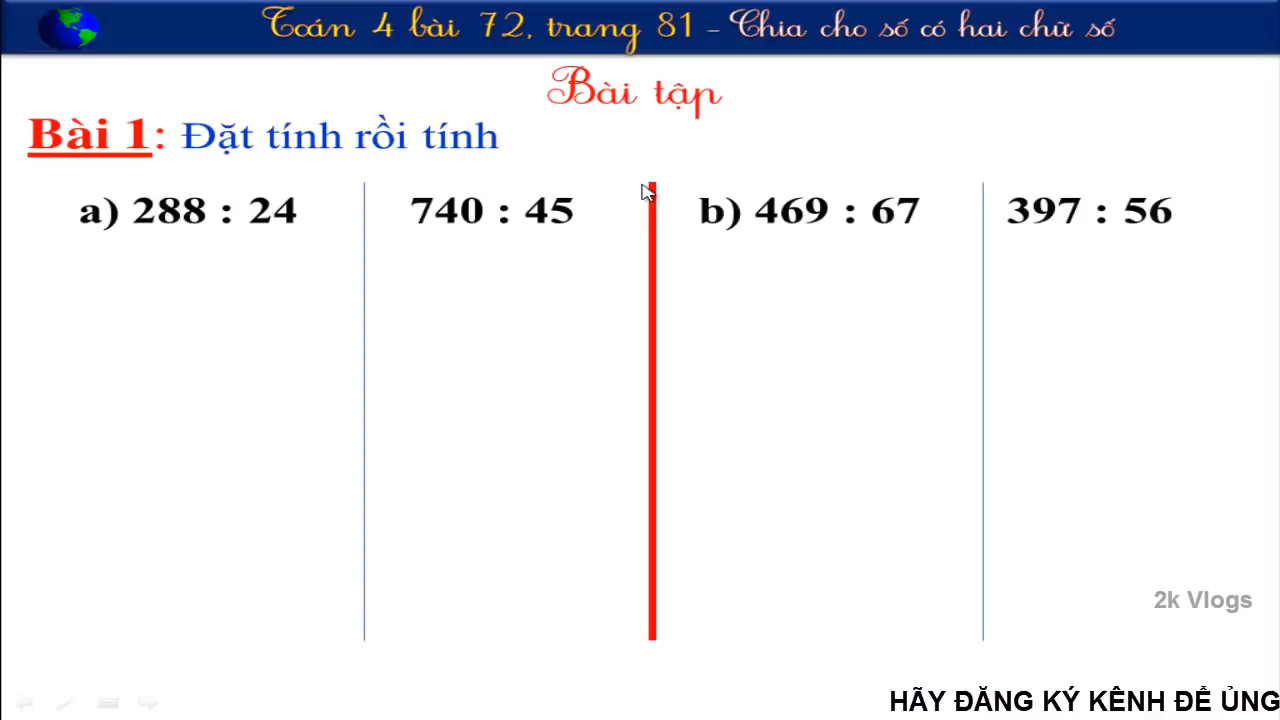 Toán 4 bài 72, trang 81 - Chia cho số có hai chữ số
Bài tập
Bài 1: Đặt tính rồi tính
a) 288 : 24
740 : 45
b) 469 : 67
397 : 56
2k Vlogs
HÃY ĐĂNG KÝ KÊNH ĐỂ ỦNG